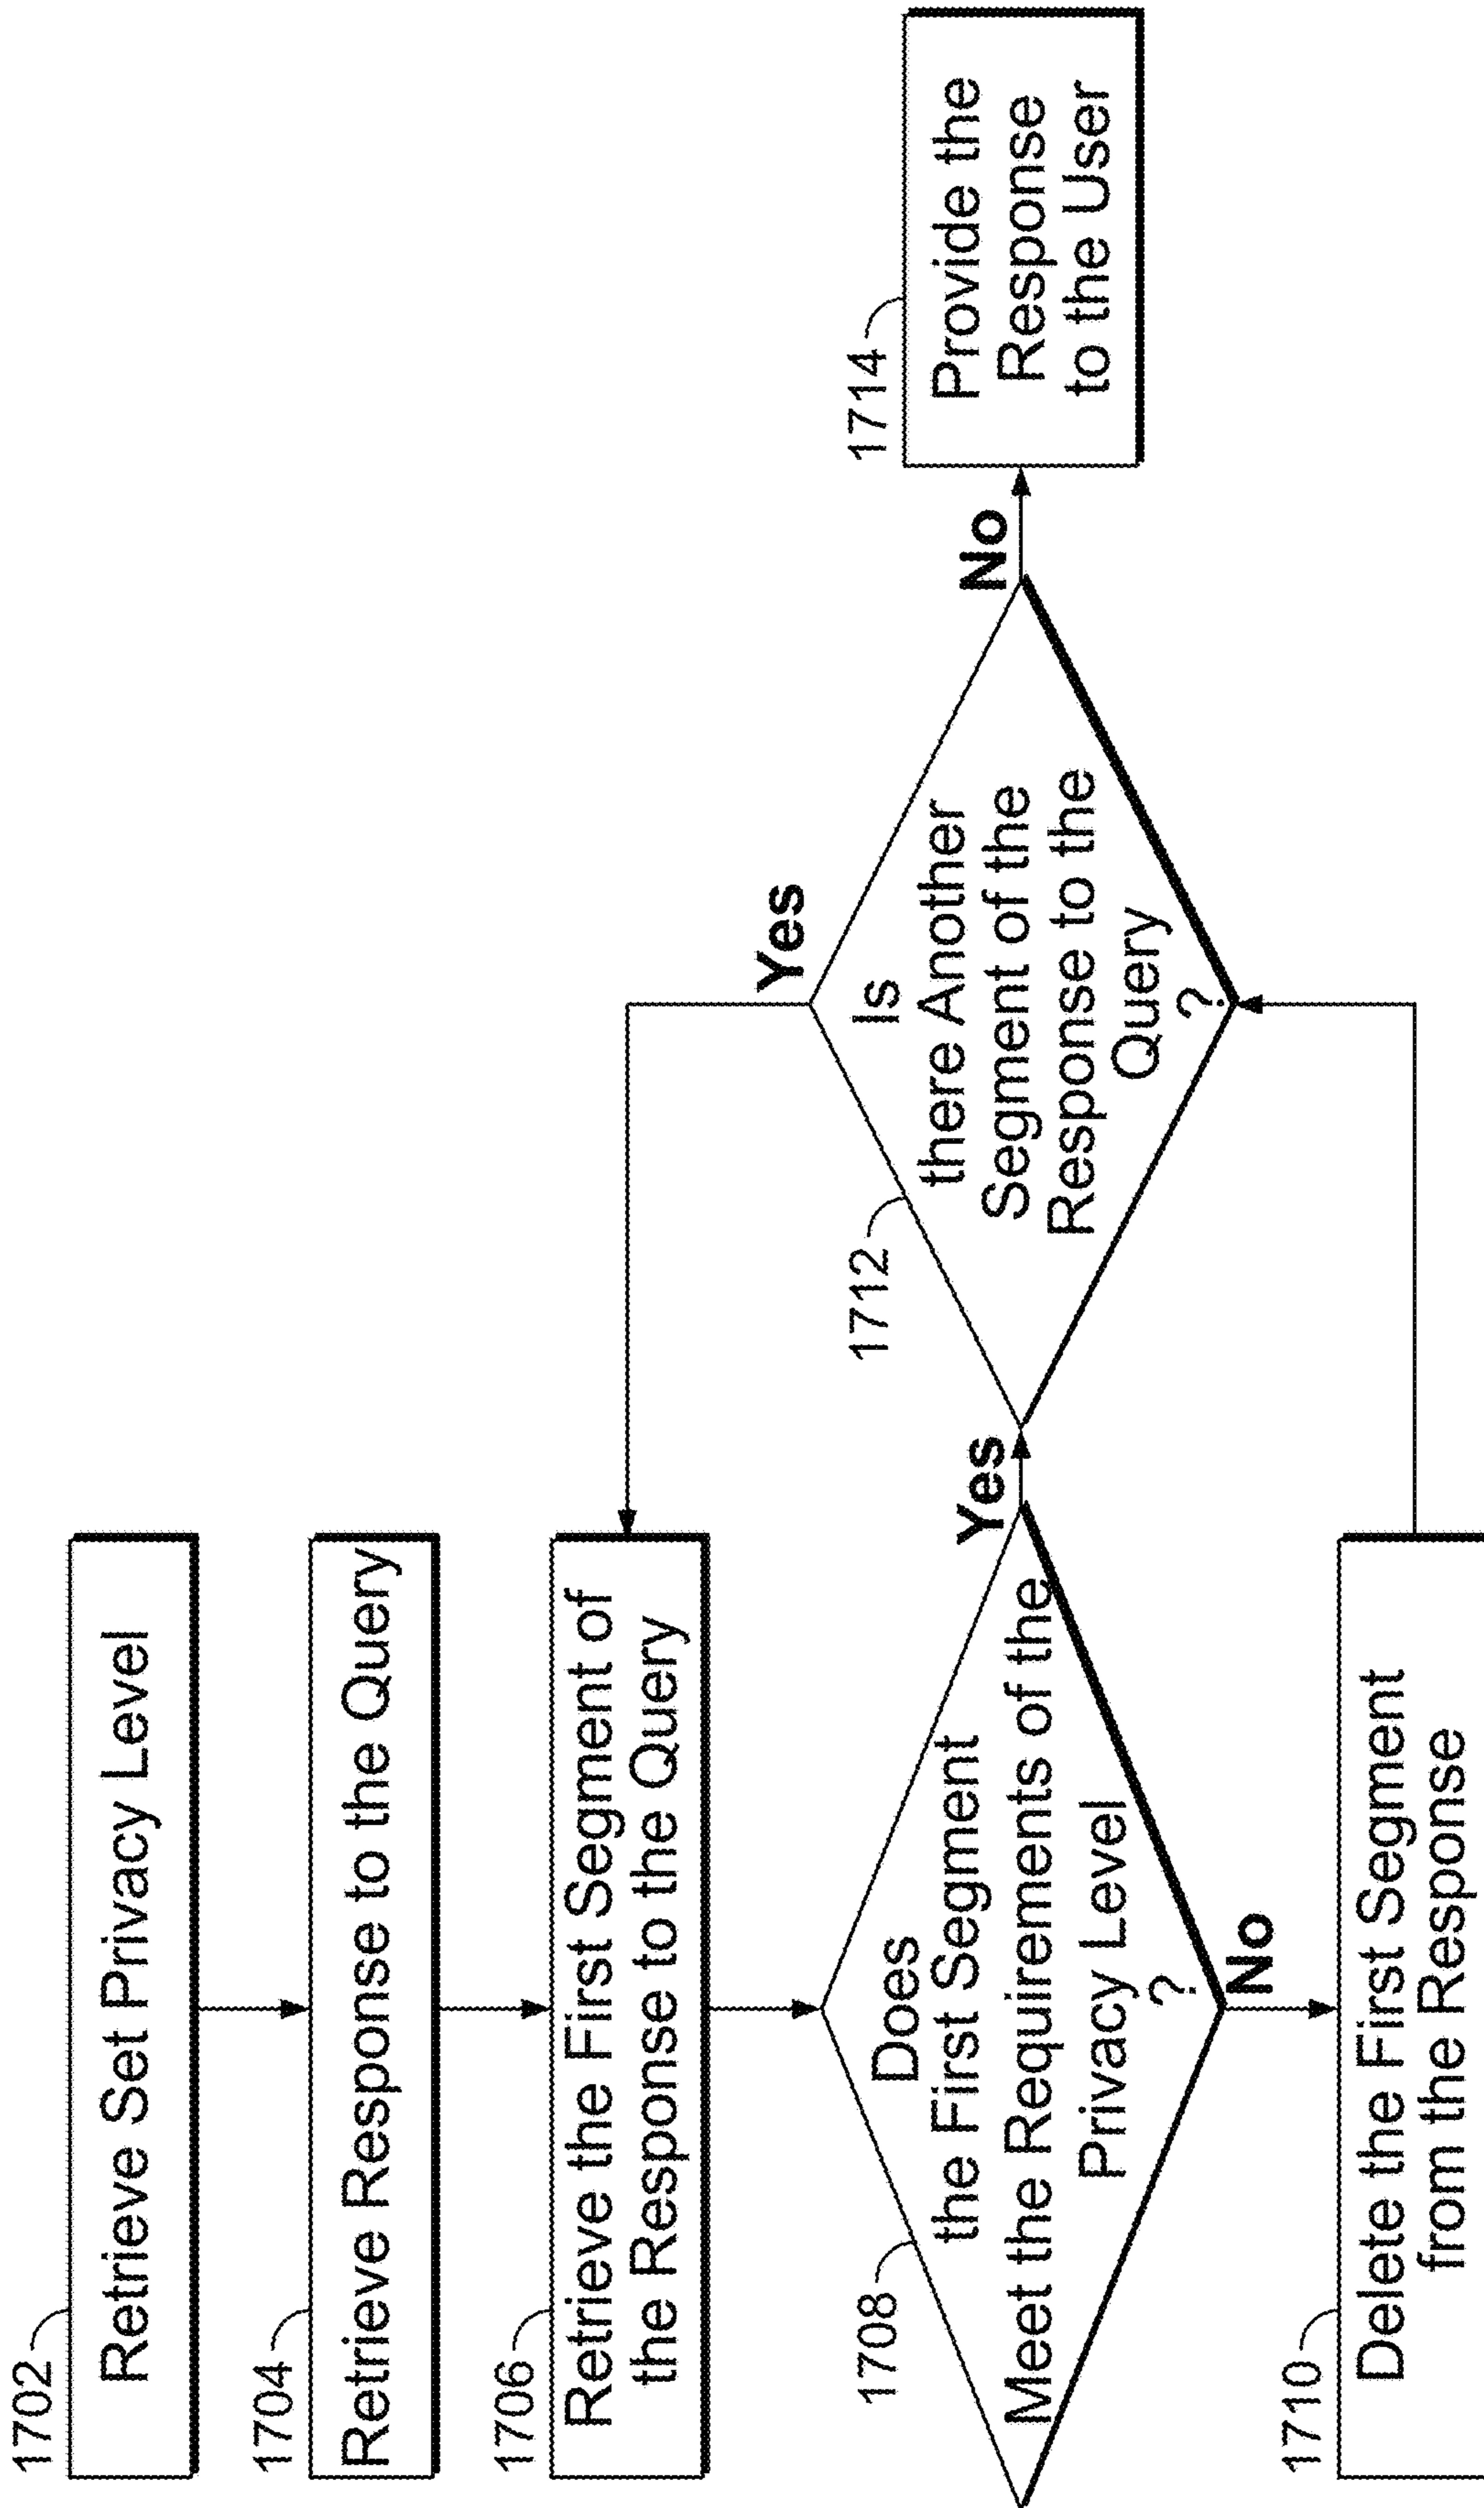 1702
Retrieve Set Privacy Level
1704
Retrieve Response to the Query
1706
Retrieve the First Segment of
the Response to the Query
1708
Does
the First Segment
Meet the Requirements of the
Privacy Level
?
Yes
No
1710
Delete the First Segment
from the Response
1712
Is
there Another
Segment of the
Response to the
Query
?
Yes
No
1714
Provide the
Response
to the User